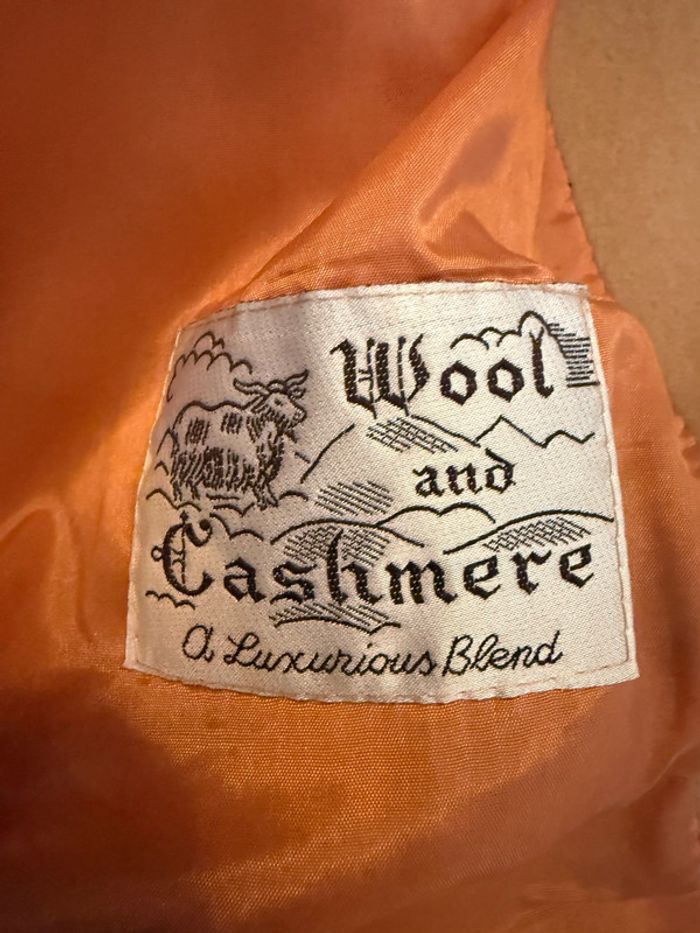 Wool
and
Cashmere
A Luxurious Blend